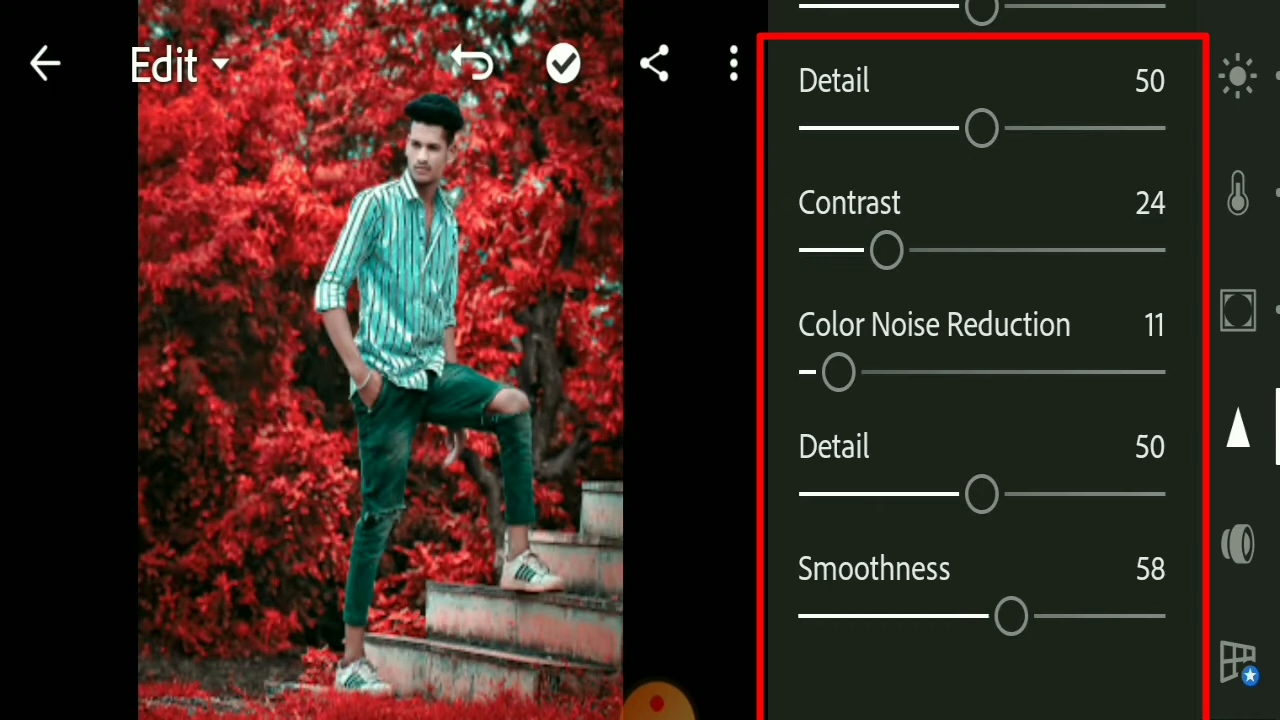 Edit
Detail 50
Contrast 24
Color Noise Reduction 11
Detail 50
Smoothness 58